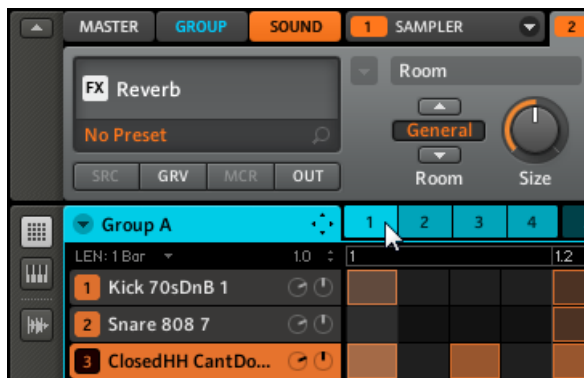 MASTER GROUP SOUND 1 SAMPLER 2
FX Reverb
Room
No Preset
General
SRC GRV MCR OUT
Room Size
Group A 1 2 3 4
LEN: 1 Bar 1.0 1 1.2
1 Kick 70sDnB 1
2 Snare 808 7
3 ClosedHH CantDo...